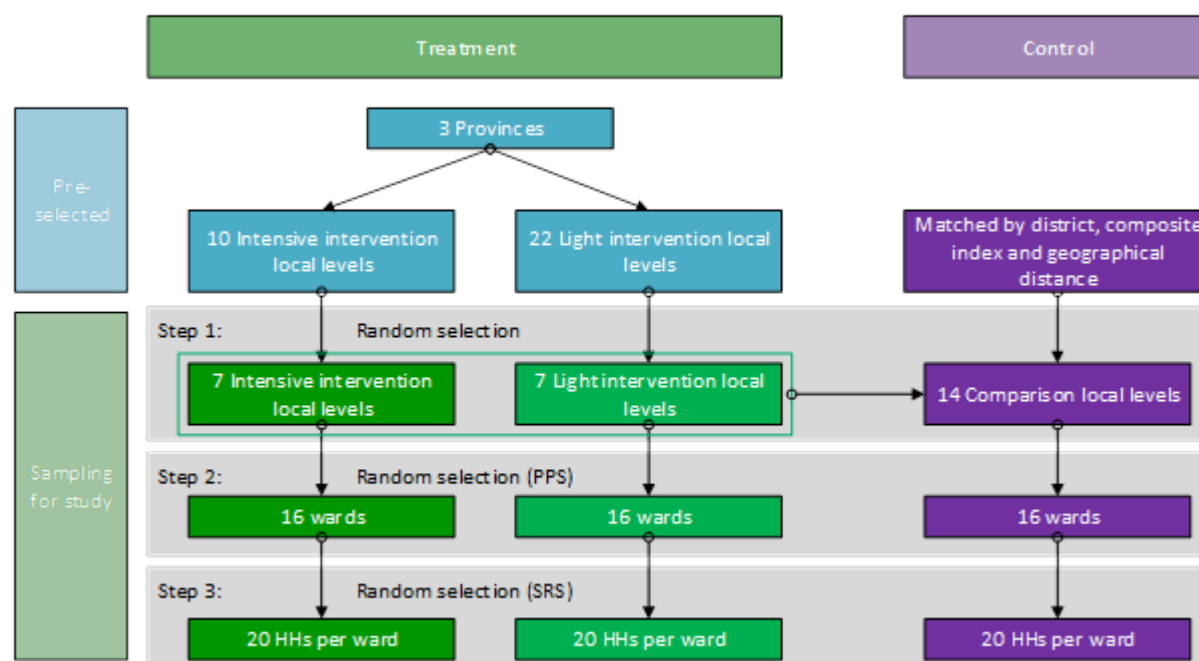 Treatment
Control
3 Provinces
Pre-
selected
10 Intensive intervention
local levels
22 Light intervention local
levels
Matched by district, composite
index and geographical
distance
Step 1:
Random selection
7 Intensive intervention
local levels
7 Light intervention local
levels
14 Comparison local levels
Sampling
for study
Step 2:
Random selection (PPS)
16 wards
16 wards
16 wards
Step 3:
Random selection (SRS)
20 HHs per ward
20 HHs per ward
20 HHs per ward